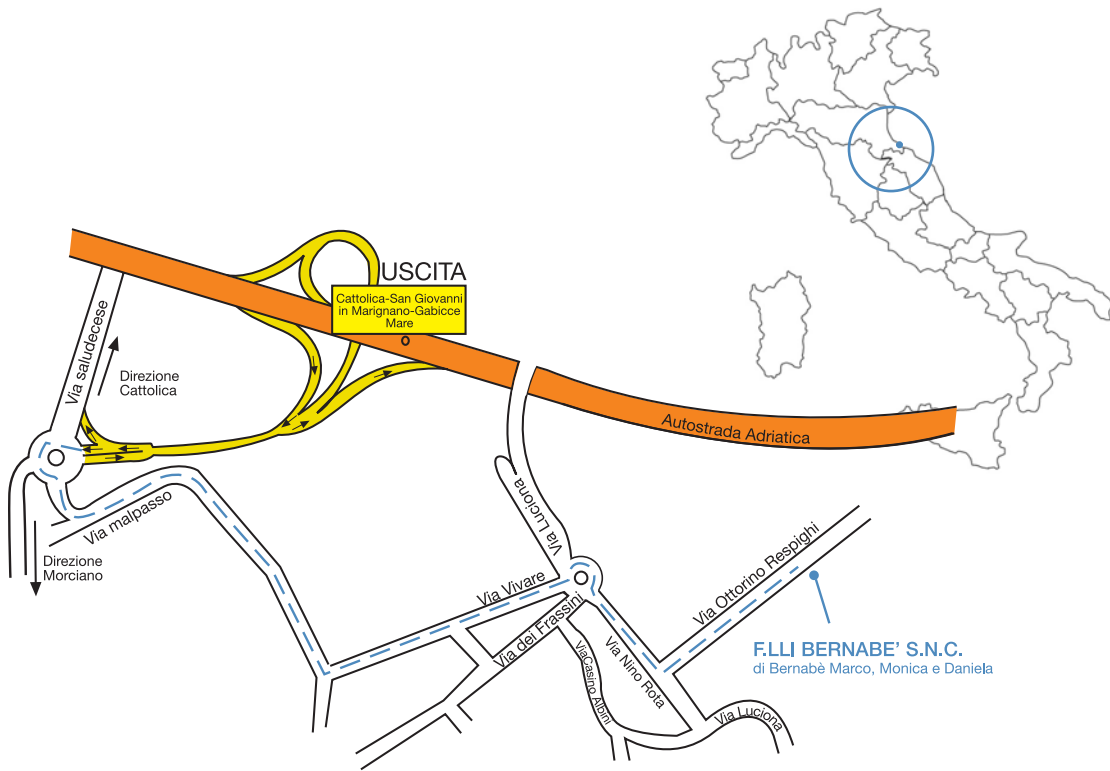 USCITA
Cattolica-San Giovanni
in Marignano-Gabicce
Mare
Via saludecese
Direzione
Cattolica
Autostrada Adriatica
Via malpasso
Via Luciona
Direzione
Morciano
Via Vivare
Via Ottorino Respighi
Via dei Frassini
ViaCasino Albini
Via Nino Rota
F.LLI BERNABE’ S.N.C.
di Bernabè Marco, Monica e Daniela
Via Luciona